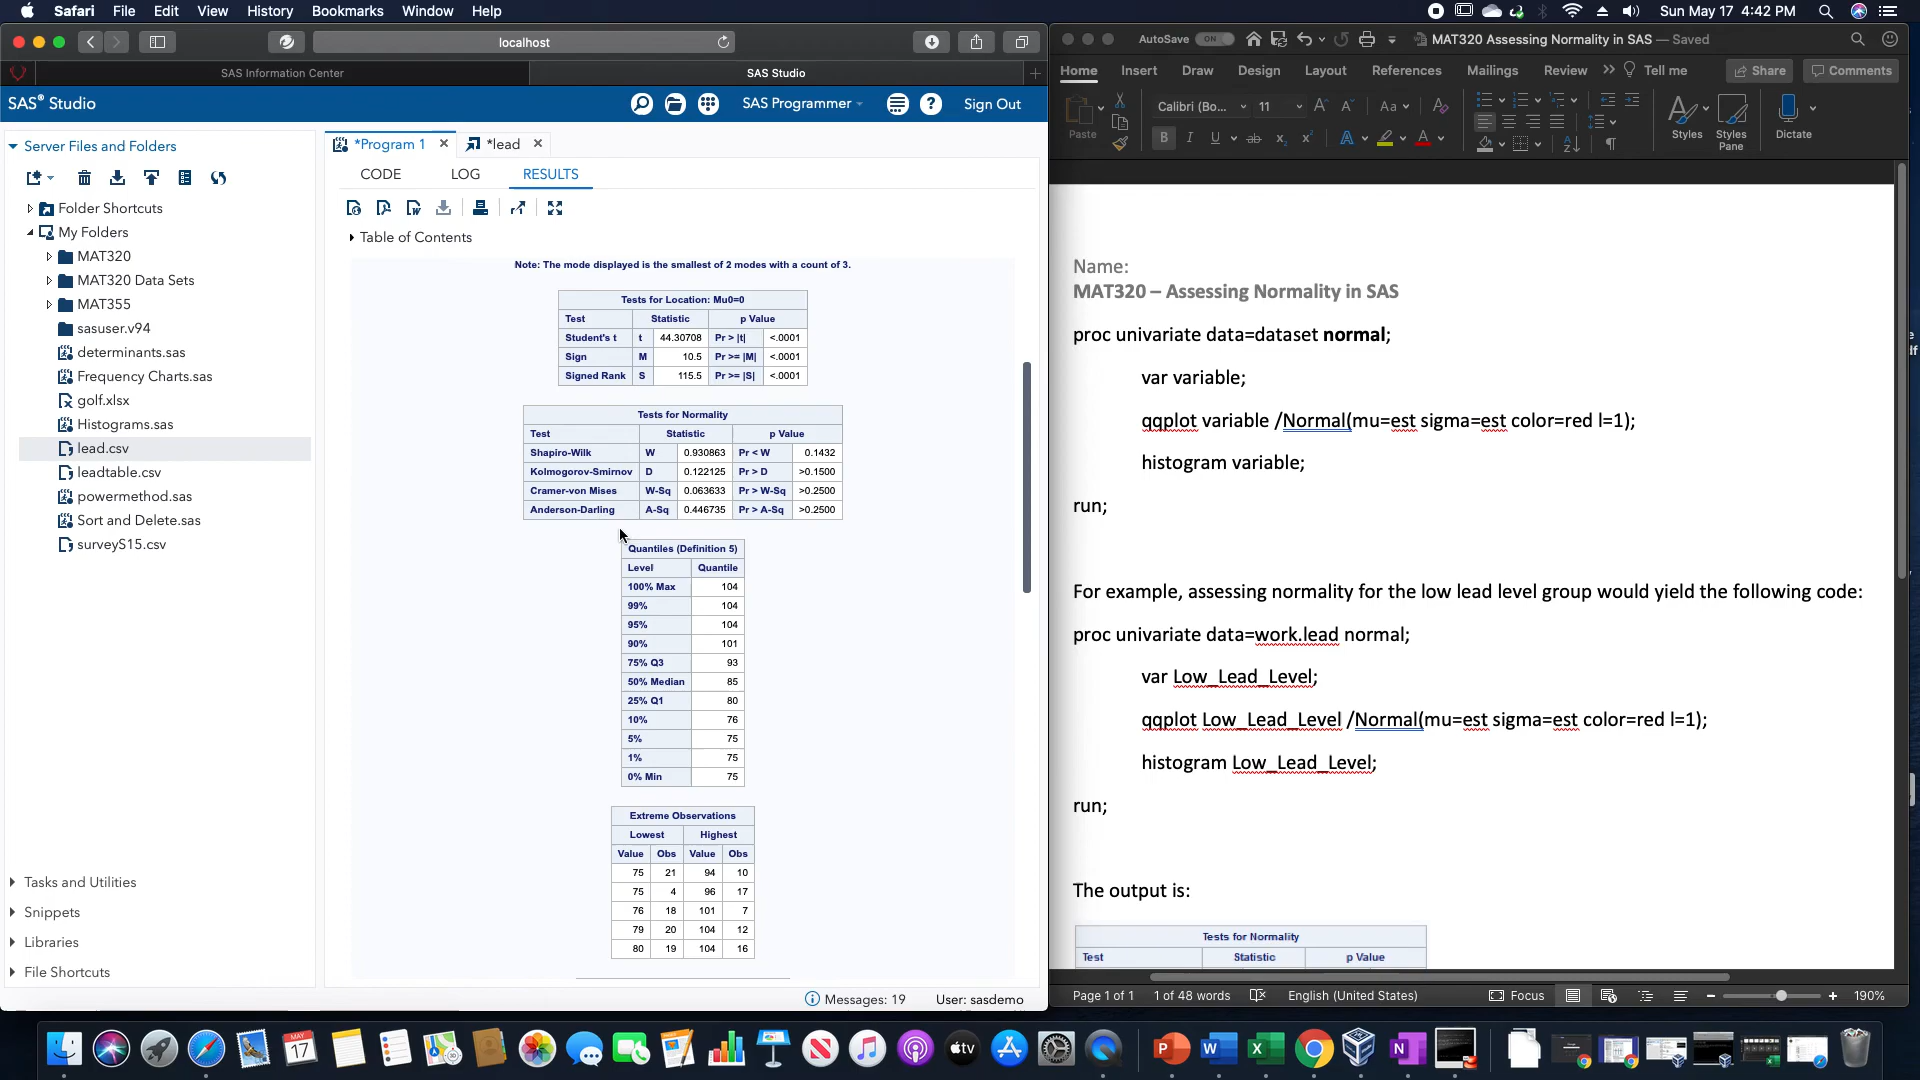 Safari File Edit View History Bookmarks Window Help
Sun May 17 4:42 PM
localhost
SAS Information Center
SAS Studio
SAS® Studio
SAS Programmer
Sign Out
Server Files and Folders
Folder Shortcuts
My Folders
MAT320
MAT320 Data Sets
MAT355
sasuser.v94
determinants.sas
Frequency Charts.sas
golf.xlsx
Histograms.sas
lead.csv
leadtable.csv
powermethod.sas
Sort and Delete.sas
surveyS15.csv
Tasks and Utilities
Snippets
Libraries
File Shortcuts
*Program 1
*lead
CODE LOG RESULTS
Table of Contents
Note: The mode displayed is the smallest of 2 modes with a count of 3.
Tests for Location: Mu0=0
Test Statistic p Value
Student's t t 44.30708 Pr > |t| <.0001
Sign M 10.5 Pr >= |M| <.0001
Signed Rank S 115.5 Pr >= |S| <.0001
Tests for Normality
Test Statistic p Value
Shapiro-Wilk W 0.930863 Pr < W 0.1432
Kolmogorov-Smirnov D 0.122125 Pr > D >0.1500
Cramer-von Mises W-Sq 0.063633 Pr > W-Sq >0.2500
Anderson-Darling A-Sq 0.446735 Pr > A-Sq >0.2500
Quantiles (Definition 5)
Level Quantile
100% Max 104
99% 104
95% 104
90% 101
75% Q3 93
50% Median 85
25% Q1 80
10% 76
5% 75
1% 75
0% Min 75
Extreme Observations
Lowest Highest
Value Obs Value Obs
75 21 94 10
75 4 96 17
76 18 101 7
79 20 104 12
80 19 104 16
Messages: 19
User: sasdemo
AutoSave ON
MAT320 Assessing Normality in SAS — Saved
Home Insert Draw Design Layout References Mailings Review Tell me
Share
Comments
Paste
Calibri (Bo... 11
Styles
Styles Pane
Dictate
Name:
MAT320 – Assessing Normality in SAS
proc univariate data=dataset normal;
var variable;
qqplot variable /Normal(mu=est sigma=est color=red l=1);
histogram variable;
run;
For example, assessing normality for the low lead level group would yield the following code:
proc univariate data=work.lead normal;
var Low_Lead_Level;
qqplot Low_Lead_Level /Normal(mu=est sigma=est color=red l=1);
histogram Low_Lead_Level;
run;
The output is:
Tests for Normality
Test Statistic p Value
Page 1 of 1 1 of 48 words English (United States) Focus 190%
MAY
17
tv